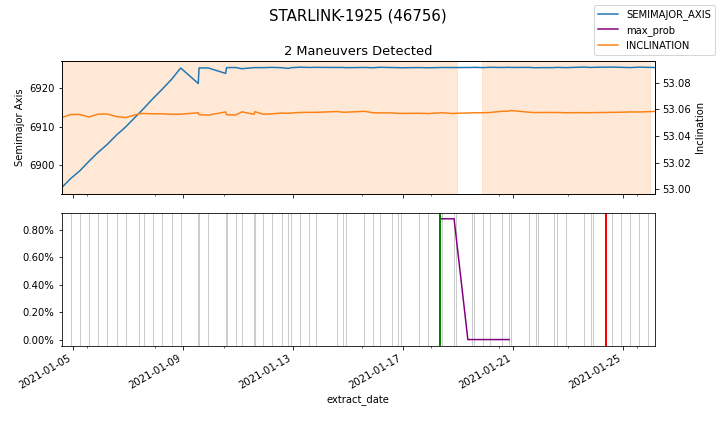 STARLINK-1925 (46756)
SEMIMAJOR_AXIS
max_prob
INCLINATION
2 Maneuvers Detected
6920
6910
6900
Semimajor Axis
53.08
53.06
53.04
53.02
53.00
Inclination
0.80%
0.60%
0.40%
0.20%
0.00%
2021-01-05
2021-01-09
2021-01-13
2021-01-17
2021-01-21
2021-01-25
extract_date